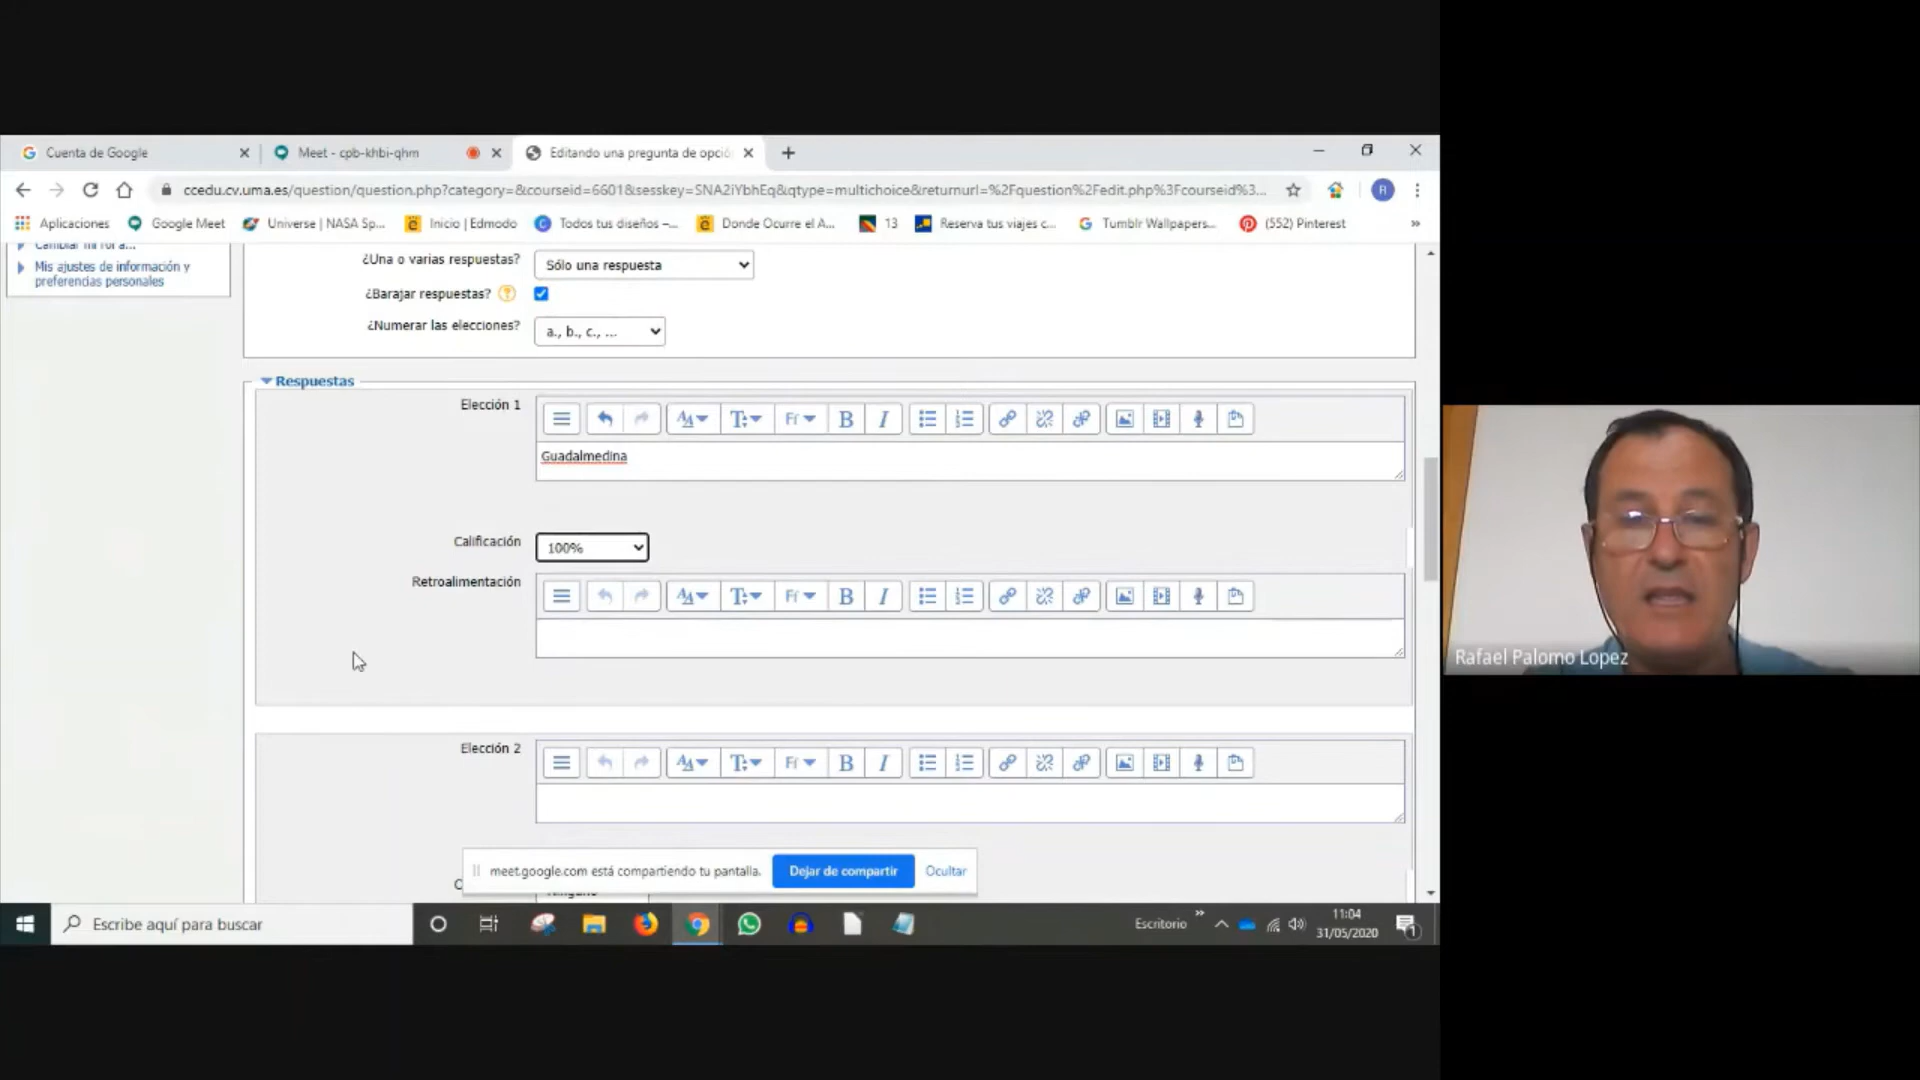 Cuenta de Google
Meet - cpb-khbi-qhm
Editando una pregunta de opció
ccedu.cv.uma.es/question/question.php?category=&courseid=6601&sesskey=SNA2iYbhEq&qtype=multichoice&returnurl=%2Fquestion%2Fedit.php%3Fcourseid%3...
R
Aplicaciones
Google Meet
Universe | NASA Sp...
Inicio | Edmodo
Todos tus diseños –...
Donde Ocurre el A...
13
Reserva tus viajes c...
Tumblr Wallpapers...
(552) Pinterest
»
Cambiar mi rol a...
Mis ajustes de información y
preferencias personales
¿Una o varias respuestas?
Sólo una respuesta
¿Barajar respuestas?
¿Numerar las elecciones?
a., b., c., ...
Respuestas
Elección 1
Guadalmedina
Calificación
100%
Retroalimentación
Elección 2
meet.google.com está compartiendo tu pantalla.
Dejar de compartir
Ocultar
Ninguno
Escribe aquí para buscar
Escritorio
11:04
31/05/2020
1
Rafael Palomo Lopez